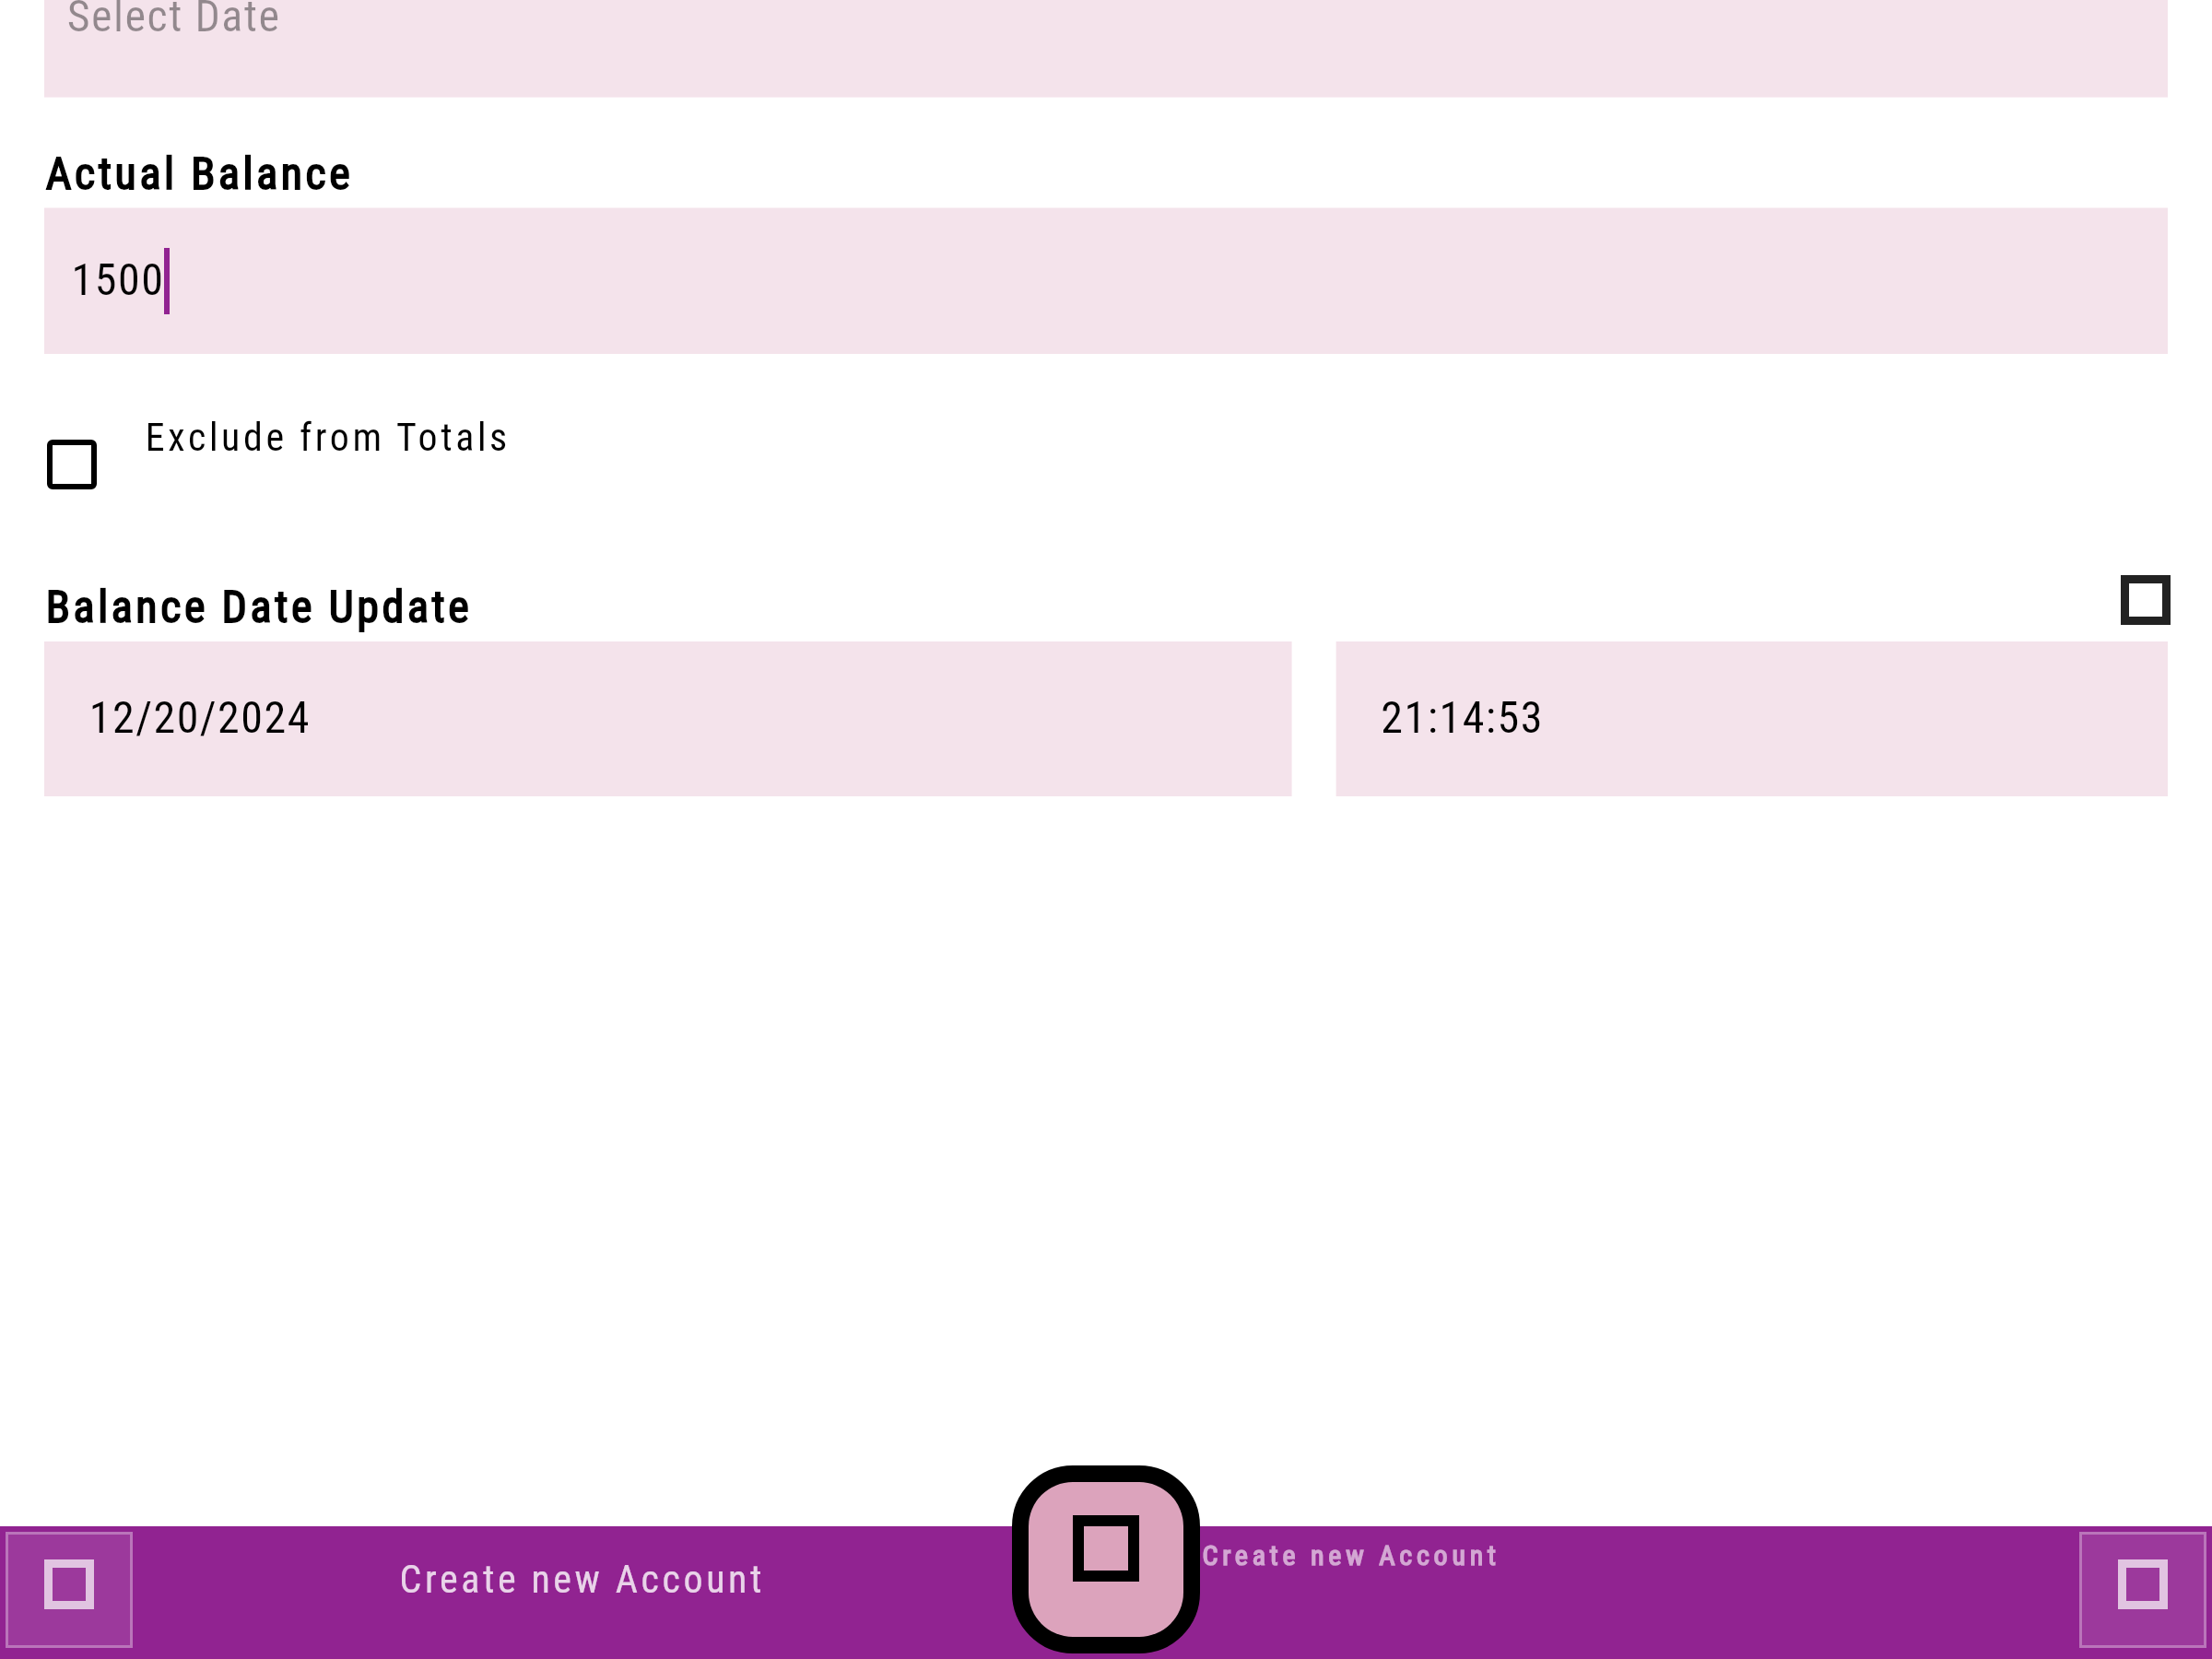 Select Date
Actual Balance
1500
Exclude from Totals
Balance Date Update
12/20/2024
21:14:53
Create new Account
Create new Account